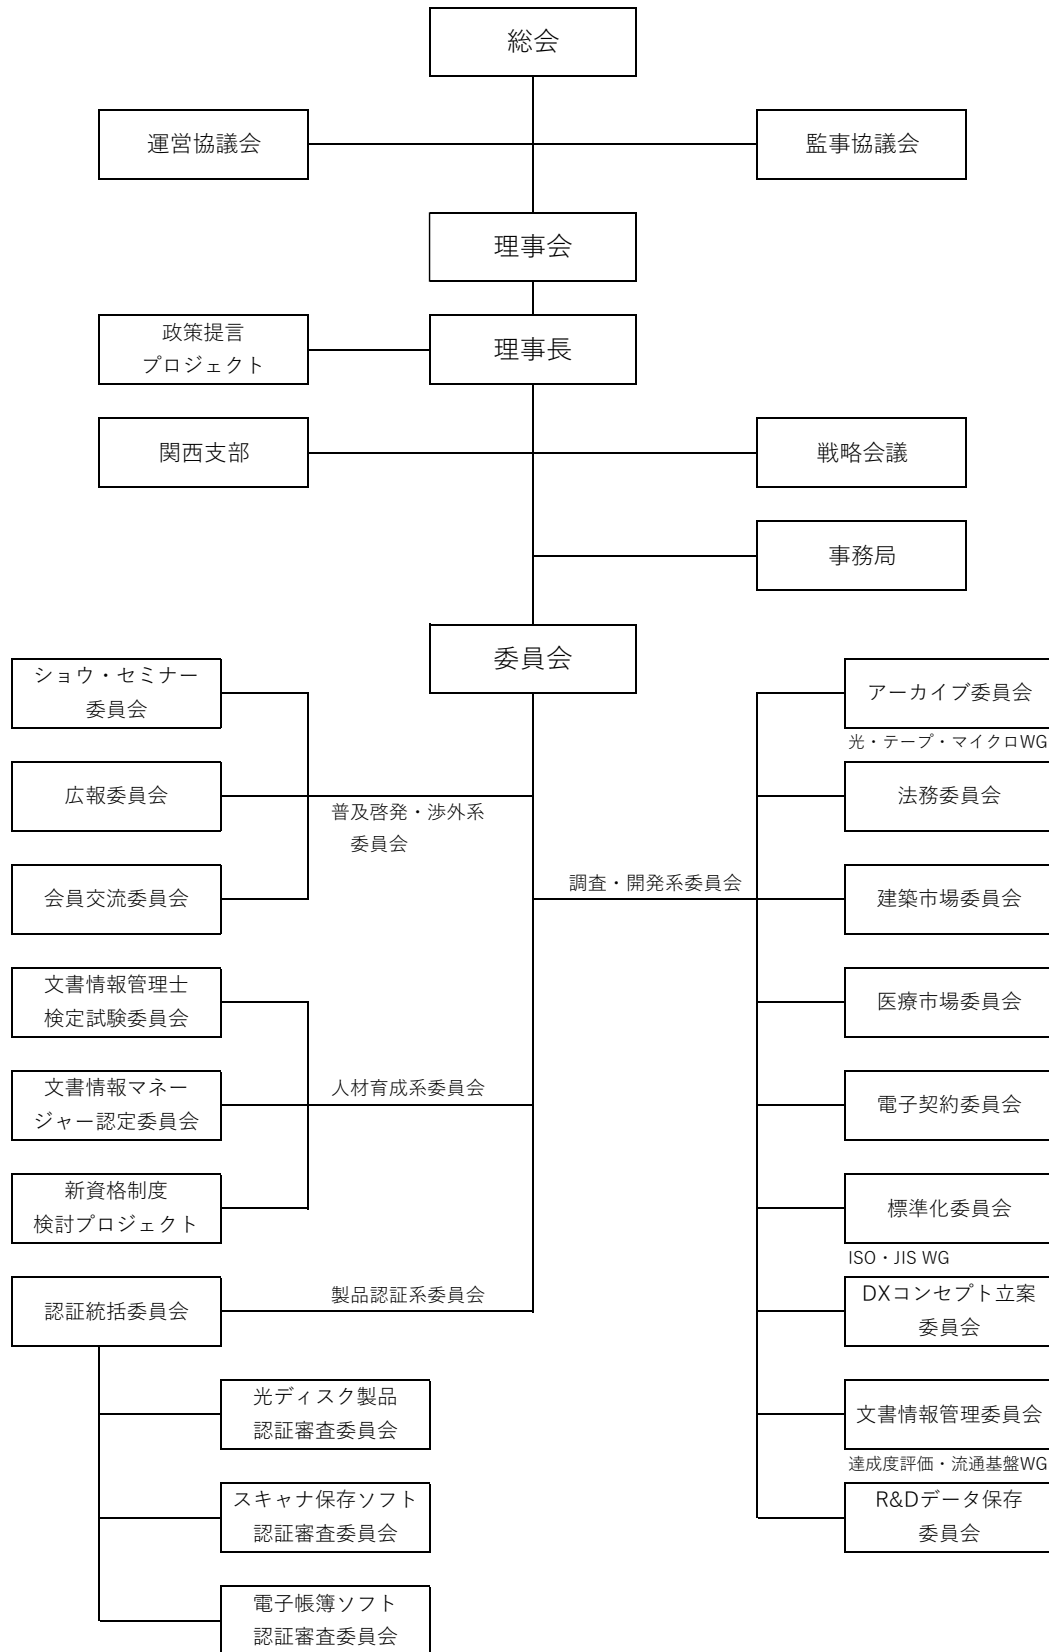 総会
運営協議会
監事協議会
理事会
政策提言
プロジェクト
理事長
関西支部
戦略会議
事務局
委員会
ショウ・セミナー
委員会
広報委員会
普及啓発・渉外系
委員会
会員交流委員会
文書情報管理士
検定試験委員会
文書情報マネー
ジャー認定委員会
人材育成系委員会
新資格制度
検討プロジェクト
認証統括委員会
製品認証系委員会
光ディスク製品
認証審査委員会
スキャナ保存ソフト
認証審査委員会
電子帳簿ソフト
認証審査委員会
調査・開発系委員会
アーカイブ委員会
光・テープ・マイクロWG
法務委員会
建築市場委員会
医療市場委員会
電子契約委員会
標準化委員会
ISO・JIS WG
DXコンセプト立案
委員会
文書情報管理委員会
達成度評価・流通基盤WG
R&Dデータ保存
委員会